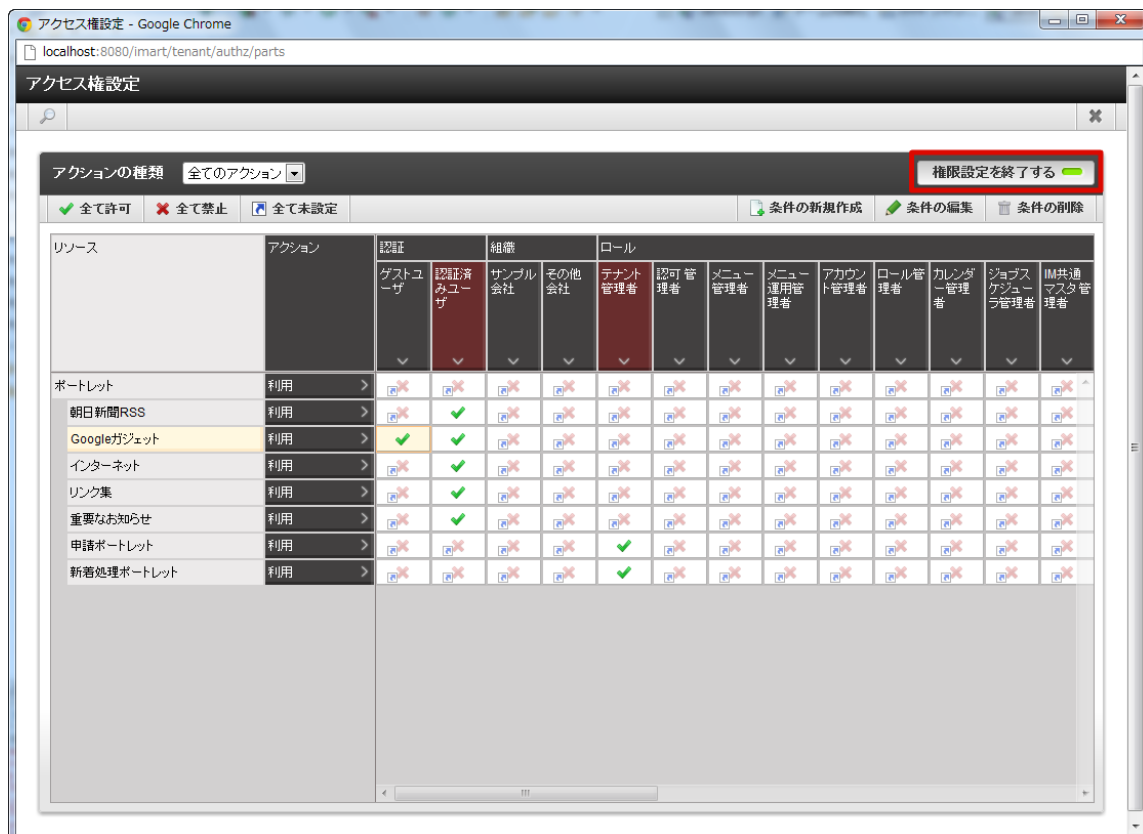 アクセス権設定 - Google Chrome
localhost:8080/imart/tenant/authz/parts
アクセス権設定
アクションの種類 全てのアクション 権限設定を終了する
全て許可 全て禁止 全て未設定 条件の新規作成 条件の編集 条件の削除
リソース アクション 認証 組織 ロール
ゲストユーザ 認証済みユーザ サンプル会社 その他会社 テナント管理者 認可管理者 メニュー管理者 メニュー運用管理者 アカウント管理者 ロール管理者 カレンダー管理者 ジョブスケジューラ管理者 IM共通マスタ管理者
ポートレット 利用
朝日新聞RSS 利用
Googleガジェット 利用
インターネット 利用
リンク集 利用
重要なお知らせ 利用
申請ポートレット 利用
新着処理ポートレット 利用